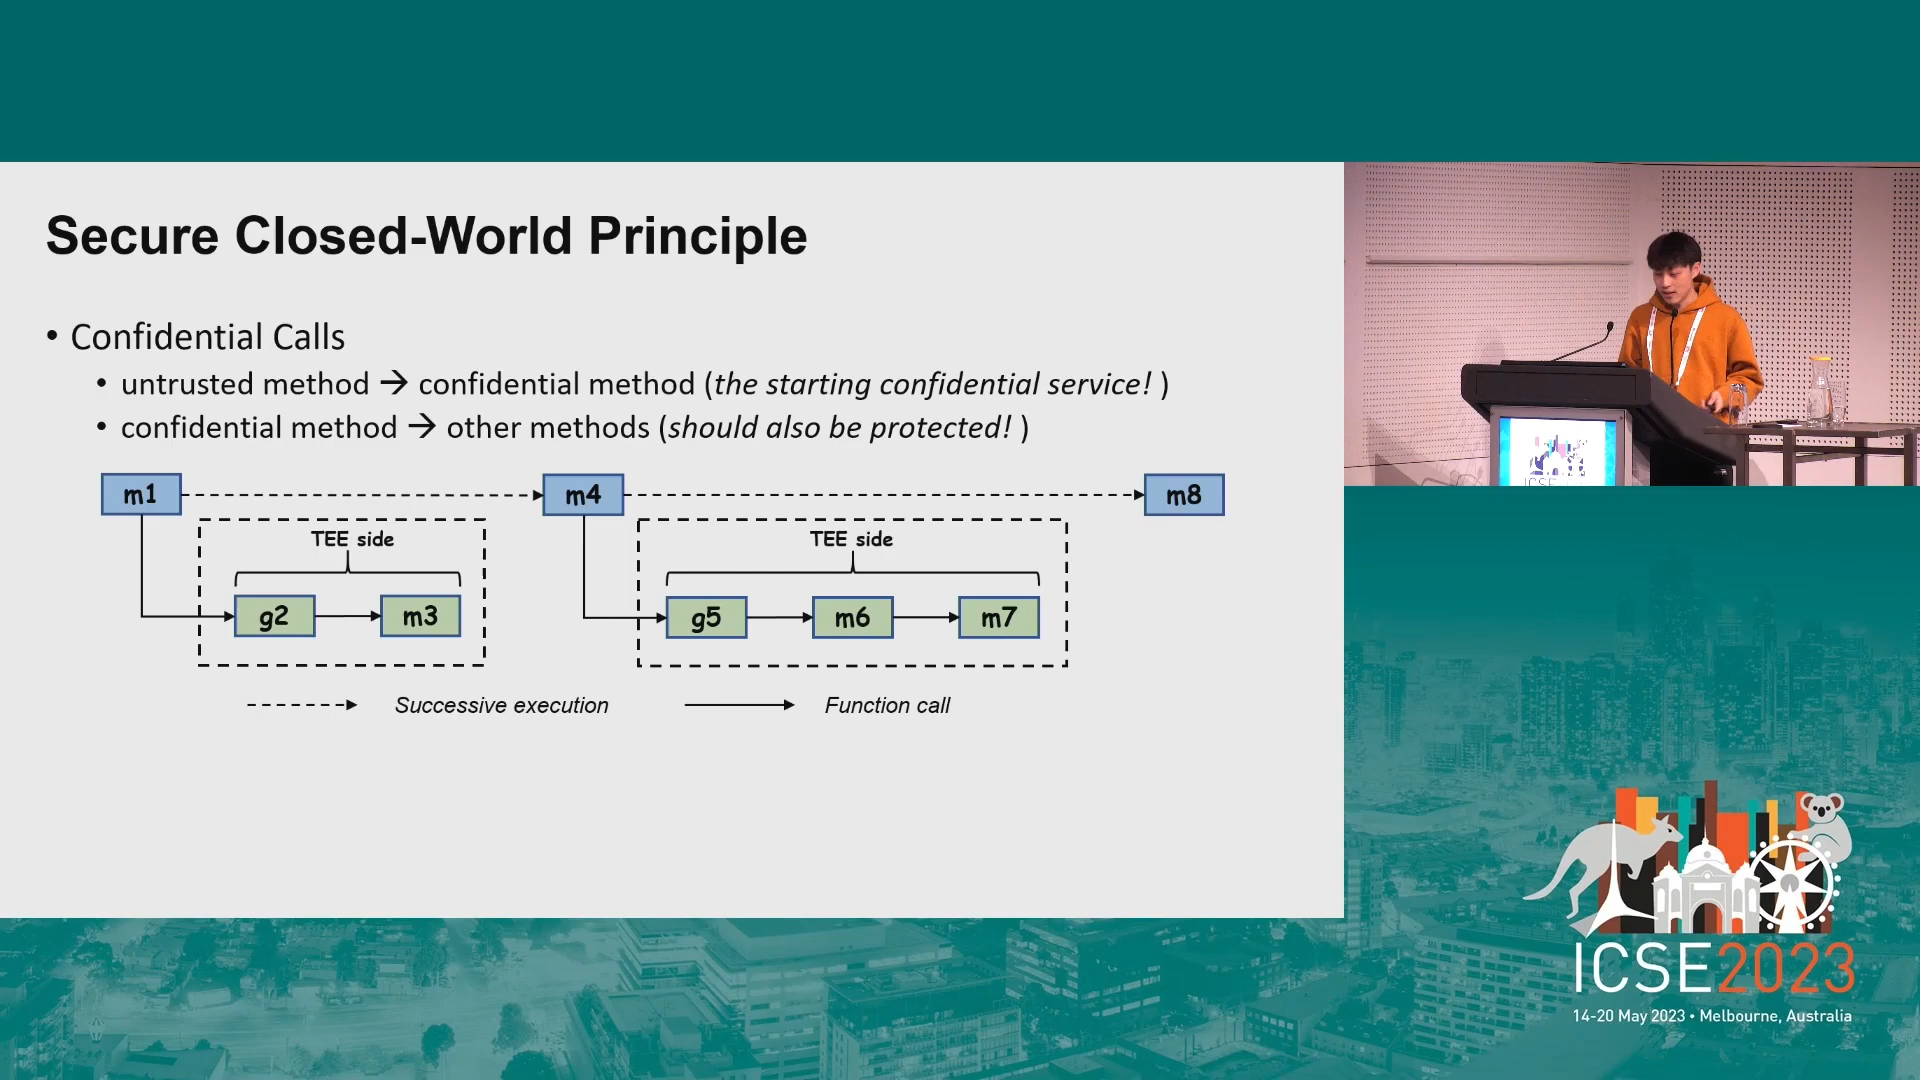 Secure Closed-World Principle
• Confidential Calls
• untrusted method → confidential method (the starting confidential service! )
• confidential method → other methods (should also be protected! )
m1
m4
m8
TEE side
TEE side
g2
m3
g5
m6
m7
Successive execution
Function call
ICSE
ICSE2023
14-20 May 2023 • Melbourne, Australia